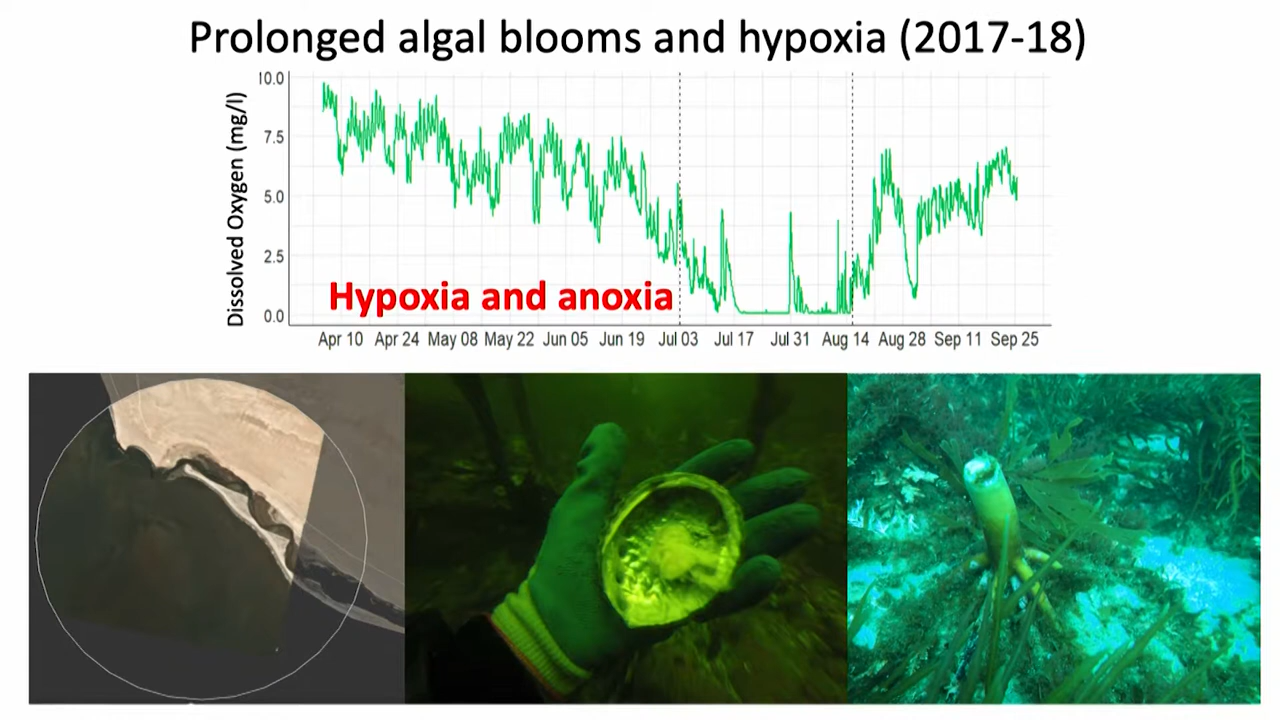 Prolonged algal blooms and hypoxia (2017-18)
Dissolved Oxygen (mg/l)
10.0
7.5
5.0
2.5
0.0
Hypoxia and anoxia
Apr 10 Apr 24 May 08 May 22 Jun 05 Jun 19 Jul 03 Jul 17 Jul 31 Aug 14 Aug 28 Sep 11 Sep 25